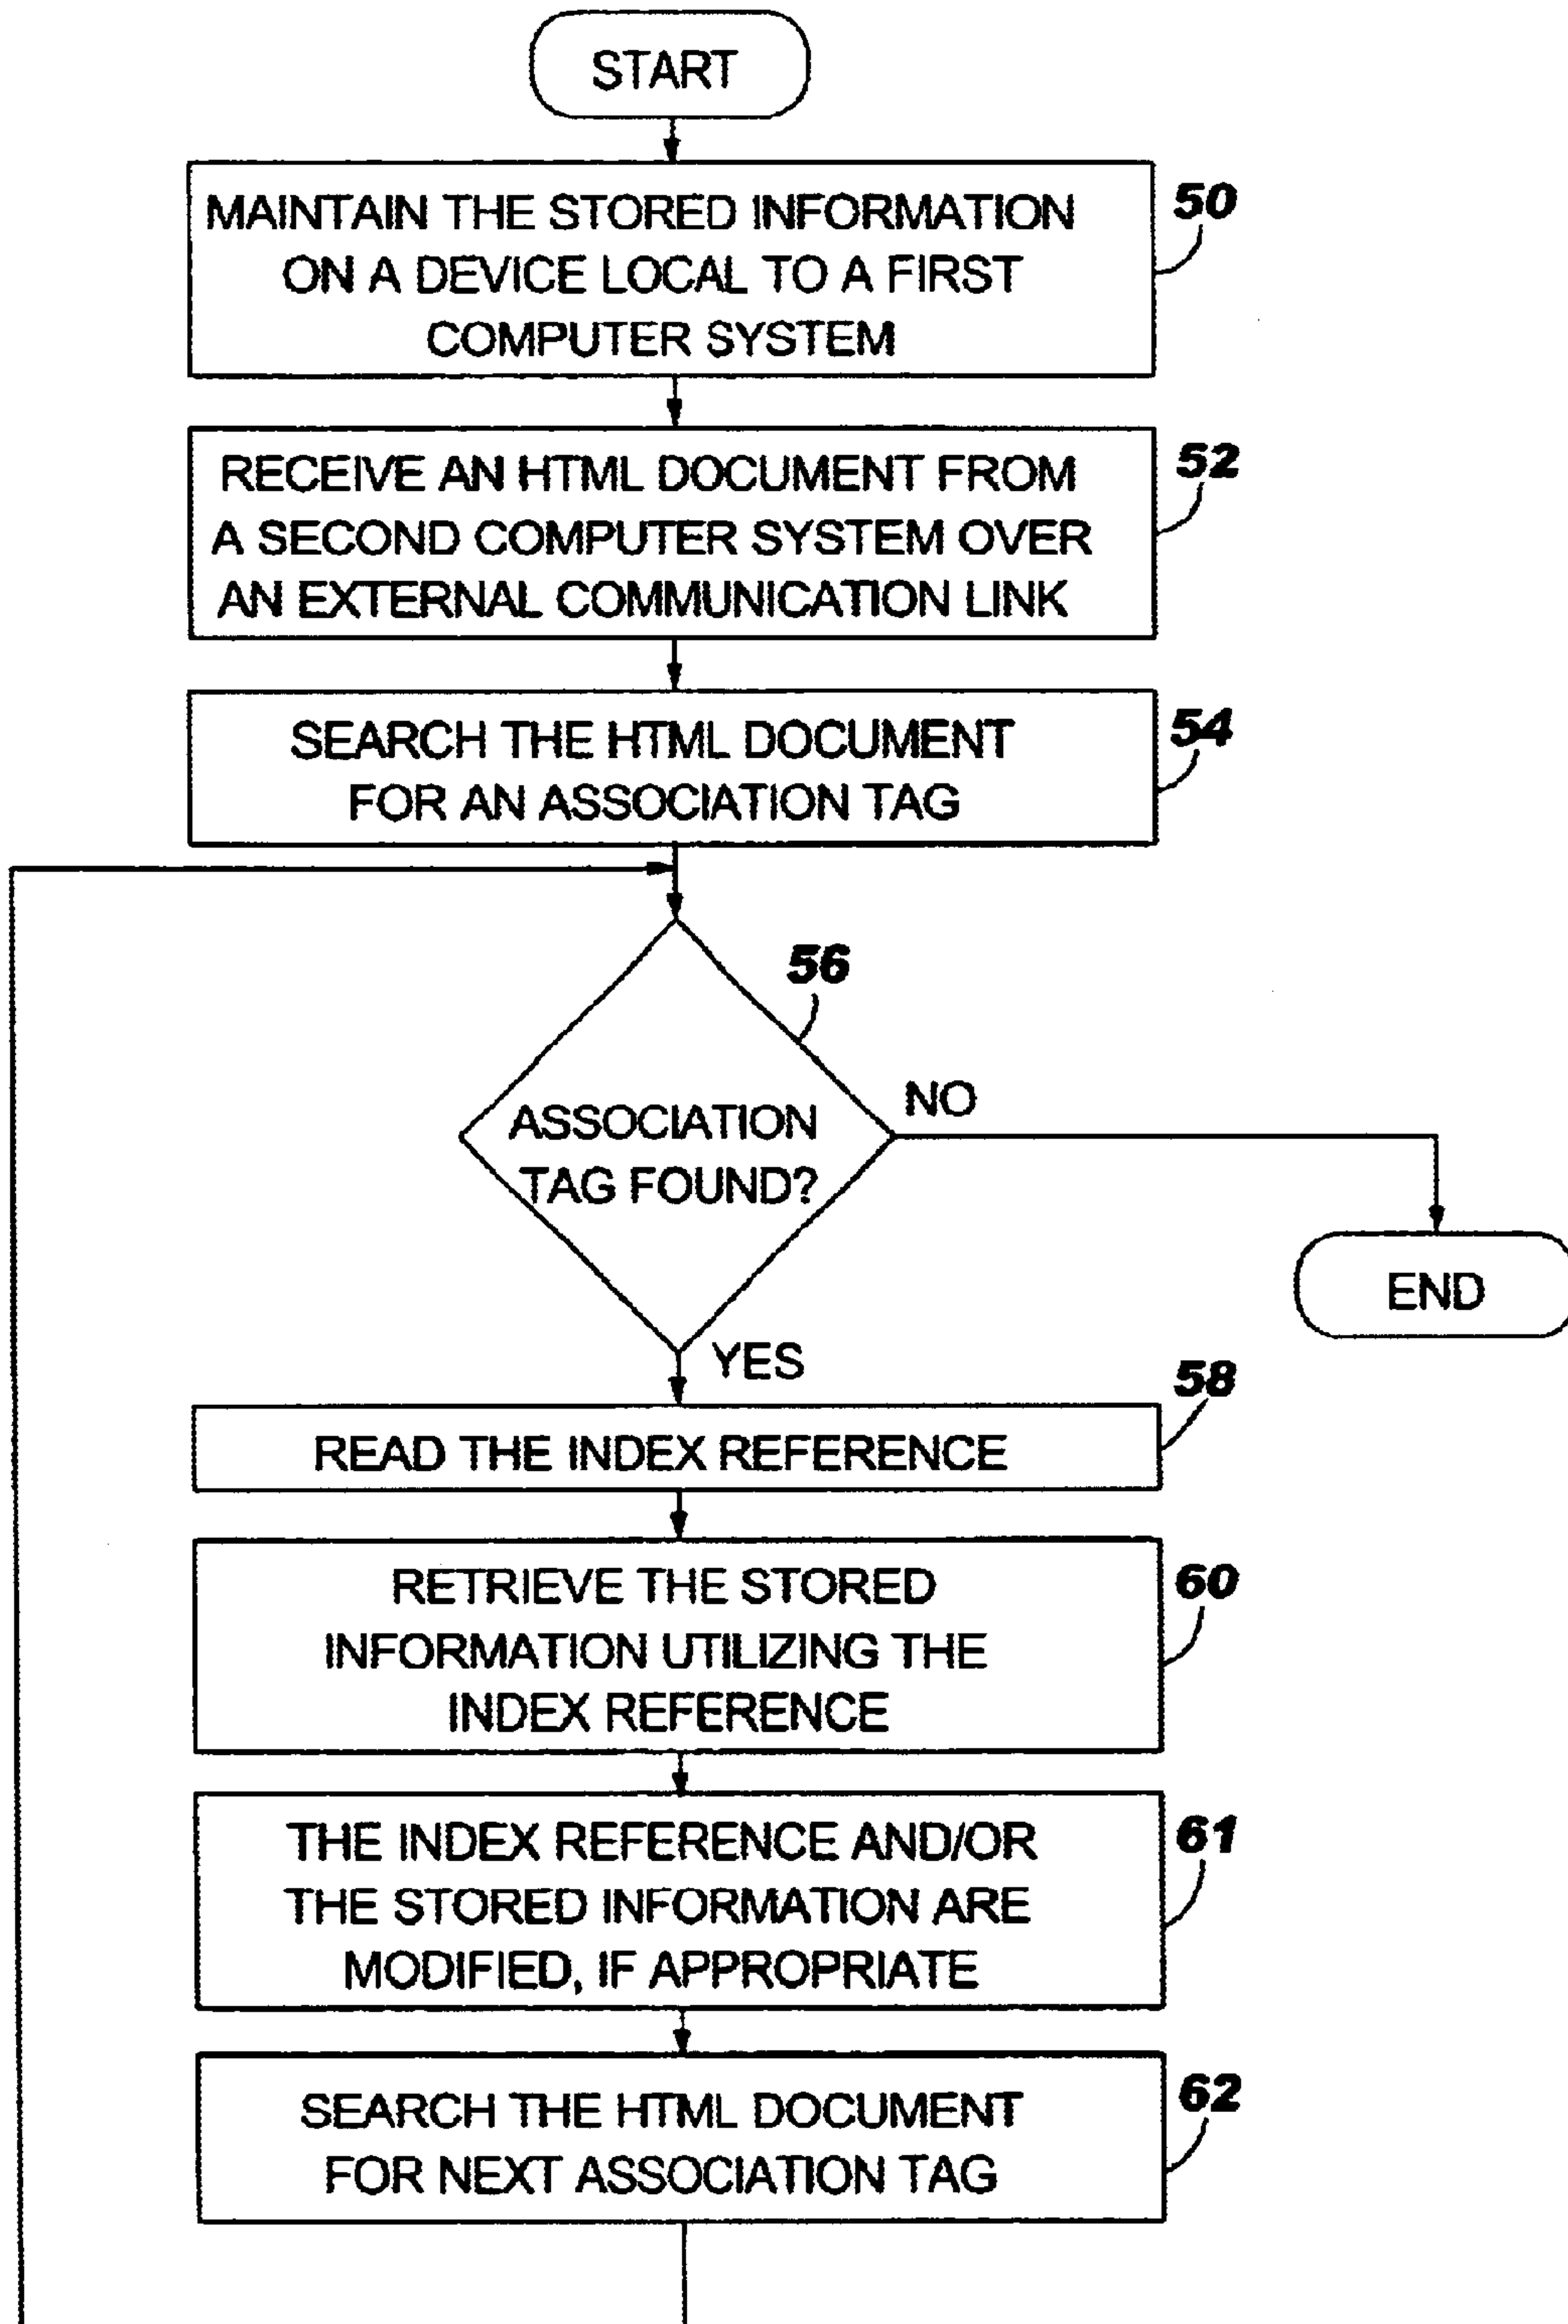 START
MAINTAIN THE STORED INFORMATION
ON A DEVICE LOCAL TO A FIRST
COMPUTER SYSTEM
50
RECEIVE AN HTML DOCUMENT FROM
A SECOND COMPUTER SYSTEM OVER
AN EXTERNAL COMMUNICATION LINK
52
SEARCH THE HTML DOCUMENT
FOR AN ASSOCIATION TAG
54
56
ASSOCIATION
TAG FOUND?
NO
END
YES
58
READ THE INDEX REFERENCE
RETRIEVE THE STORED
INFORMATION UTILIZING THE
INDEX REFERENCE
60
THE INDEX REFERENCE AND/OR
THE STORED INFORMATION ARE
MODIFIED, IF APPROPRIATE
61
SEARCH THE HTML DOCUMENT
FOR NEXT ASSOCIATION TAG
62